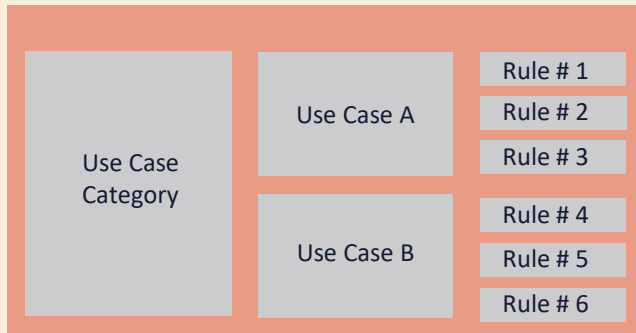 Use Case
Category
Use Case A
Use Case B
Rule # 1
Rule # 2
Rule # 3
Rule # 4
Rule # 5
Rule # 6